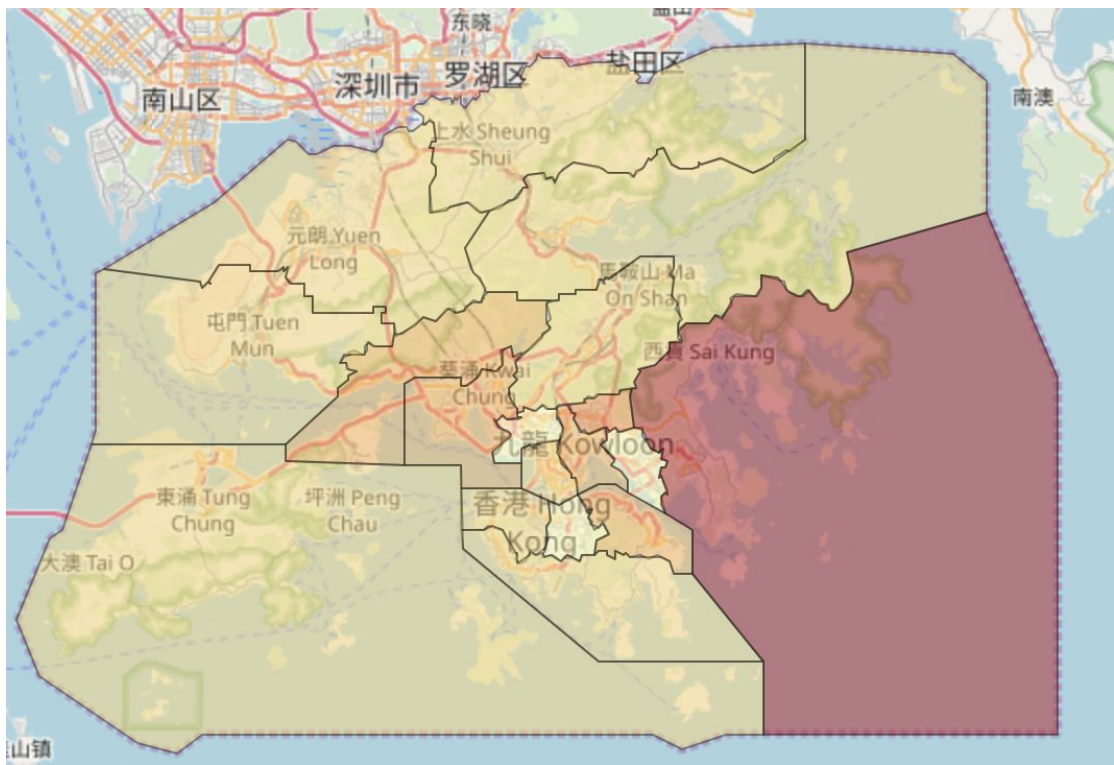 东晓
盐田
罗湖区
盐田区
深圳市
南山区
南澳
上水 Sheung
Shui
元朗 Yuen
Long
馬鞍山 Ma
On Shan
屯門 Tuen
Mun
西貢 Sai Kung
葵涌 Kwai
Chung
九龍 Kowloon
東涌 Tung
Chung
坪洲 Peng
Chau
香港 Hong
Kong
大澳 Tai O
山镇